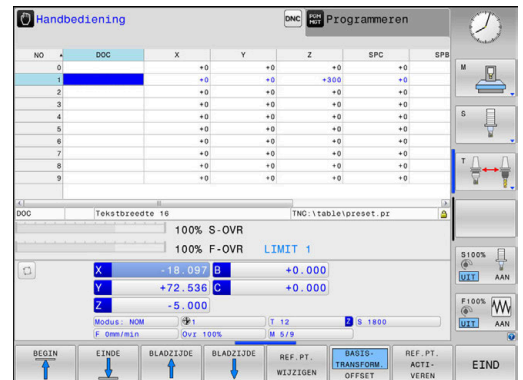 Handbediening DNC PGM MGT Programmeren
NO DOC X Y Z SPC SPB
0 +0 +0 +0 +0
1 +0 +0 +300 +0
2 +0 +0 +0 +0
3 +0 +0 +0 +0
4 +0 +0 +0 +0
5 +0 +0 +0 +0
6 +0 +0 +0 +0
7 +0 +0 +0 +0
8 +0 +0 +0 +0
9 +0 +0 +0 +0
DOC Tekstbreedte 16 TNC:\table\preset.pr
100% S-OVR
100% F-OVR LIMIT 1
X -18.097 B +0.000
Y +72.536 C +0.000
Z -5.000
Modus: NOM 1 T 12 Z S 1800
F 0mm/min Ovr 100% M 5/9
M
S
T
S100%
UIT AAN
F100%
UIT AAN
BEGIN EINDE BLADZIJDE BLADZIJDE REF.PT. WIJZIGEN BASIS- TRANSFORM. OFFSET REF.PT. ACTI- VEREN EIND